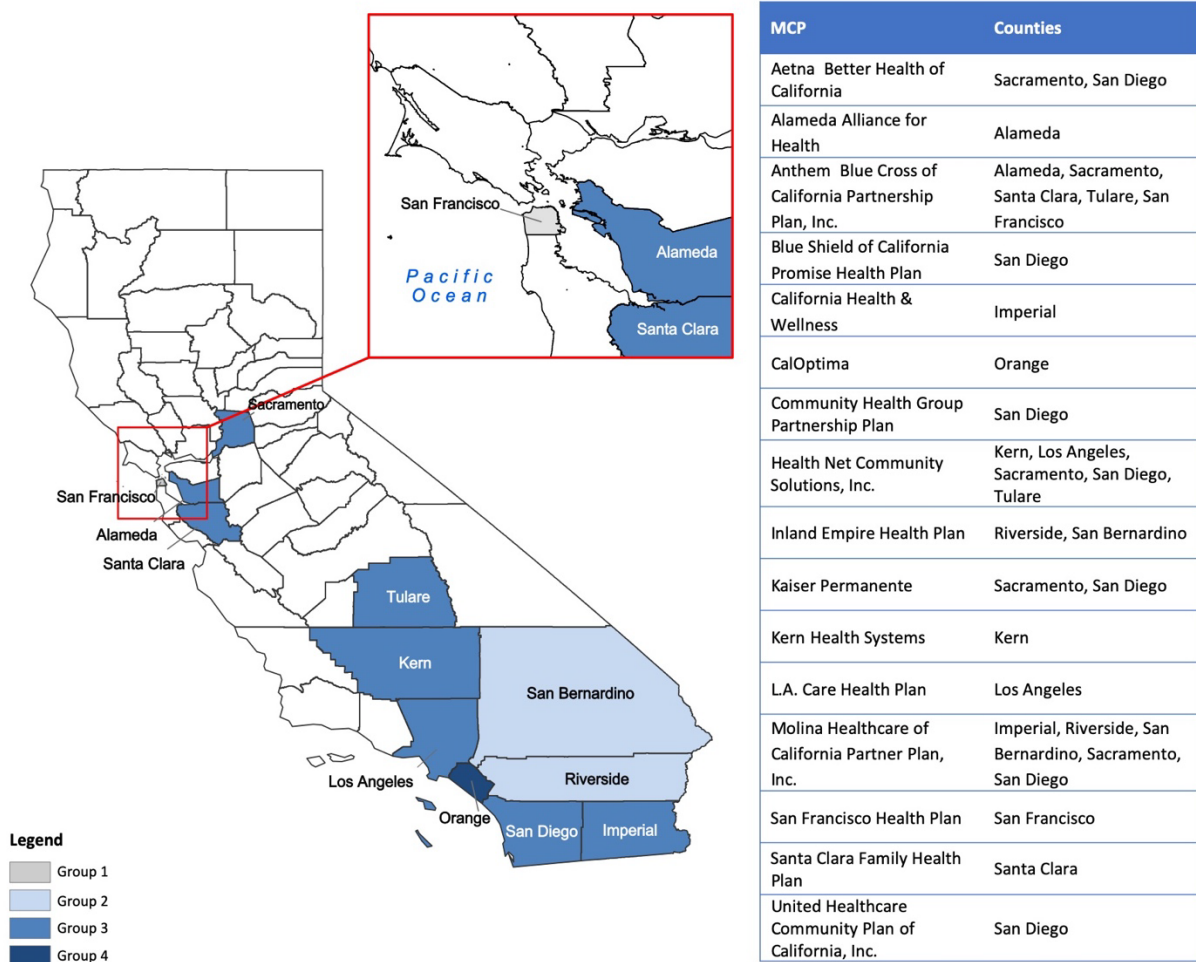 San Francisco
Alameda
Pacific
Ocean
Santa Clara
Sacramento
San Francisco
Alameda
Santa Clara
Tulare
Kern
San Bernardino
Los Angeles
Riverside
Orange
San Diego
Imperial
Legend
Group 1
Group 2
Group 3
Group 4
MCP Counties
Aetna Better Health of
California
Sacramento, San Diego
Alameda Alliance for
Health
Alameda
Anthem Blue Cross of
California Partnership
Plan, Inc.
Alameda, Sacramento,
Santa Clara, Tulare, San
Francisco
Blue Shield of California
Promise Health Plan
San Diego
California Health &
Wellness
Imperial
CalOptima Orange
Community Health Group
Partnership Plan
San Diego
Health Net Community
Solutions, Inc.
Kern, Los Angeles,
Sacramento, San Diego,
Tulare
Inland Empire Health Plan Riverside, San Bernardino
Kaiser Permanente Sacramento, San Diego
Kern Health Systems Kern
L.A. Care Health Plan Los Angeles
Molina Healthcare of
California Partner Plan,
Inc.
Imperial, Riverside, San
Bernardino, Sacramento,
San Diego
San Francisco Health Plan San Francisco
Santa Clara Family Health
Plan
Santa Clara
United Healthcare
Community Plan of
California, Inc.
San Diego